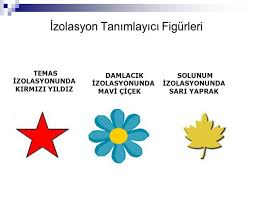 İzolasyon Tanımlayıcı Figürleri
TEMAS
İZOLASYONUNDA
KIRMIZI YILDIZ
DAMLACIK
İZOLASYONUNDA
MAVİ ÇİÇEK
SOLUNUM
İZOLASYONUNDA
SARI YAPRAK